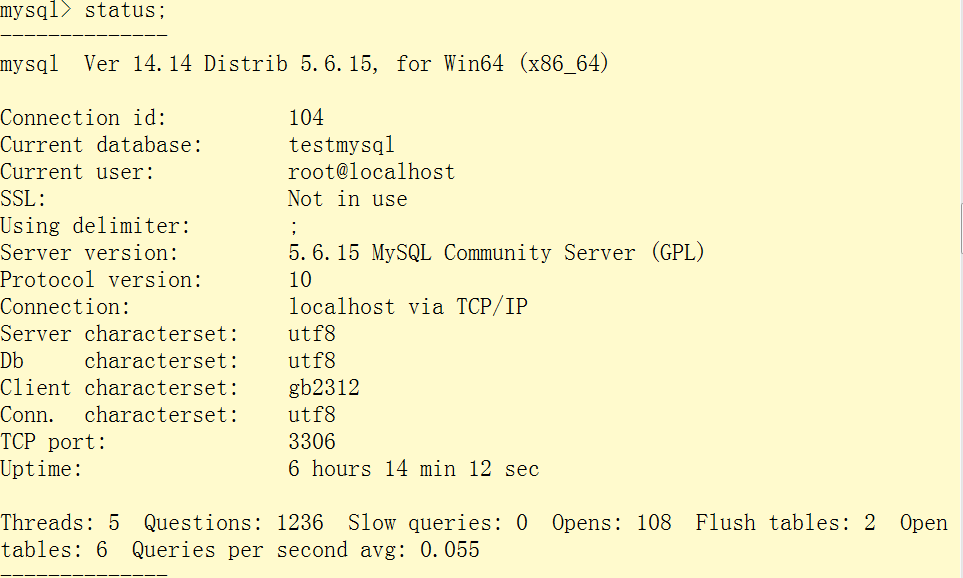 mysql> status;
--------------
mysql  Ver 14.14 Distrib 5.6.15, for Win64 (x86_64)

Connection id:          104
Current database:       testmysql
Current user:           root@localhost
SSL:                    Not in use
Using delimiter:        ;
Server version:         5.6.15 MySQL Community Server (GPL)
Protocol version:       10
Connection:             localhost via TCP/IP
Server characterset:    utf8
Db     characterset:    utf8
Client characterset:    gb2312
Conn.  characterset:    utf8
TCP port:               3306
Uptime:                 6 hours 14 min 12 sec

Threads: 5  Questions: 1236  Slow queries: 0  Opens: 108  Flush tables: 2  Open
tables: 6  Queries per second avg: 0.055
--------------